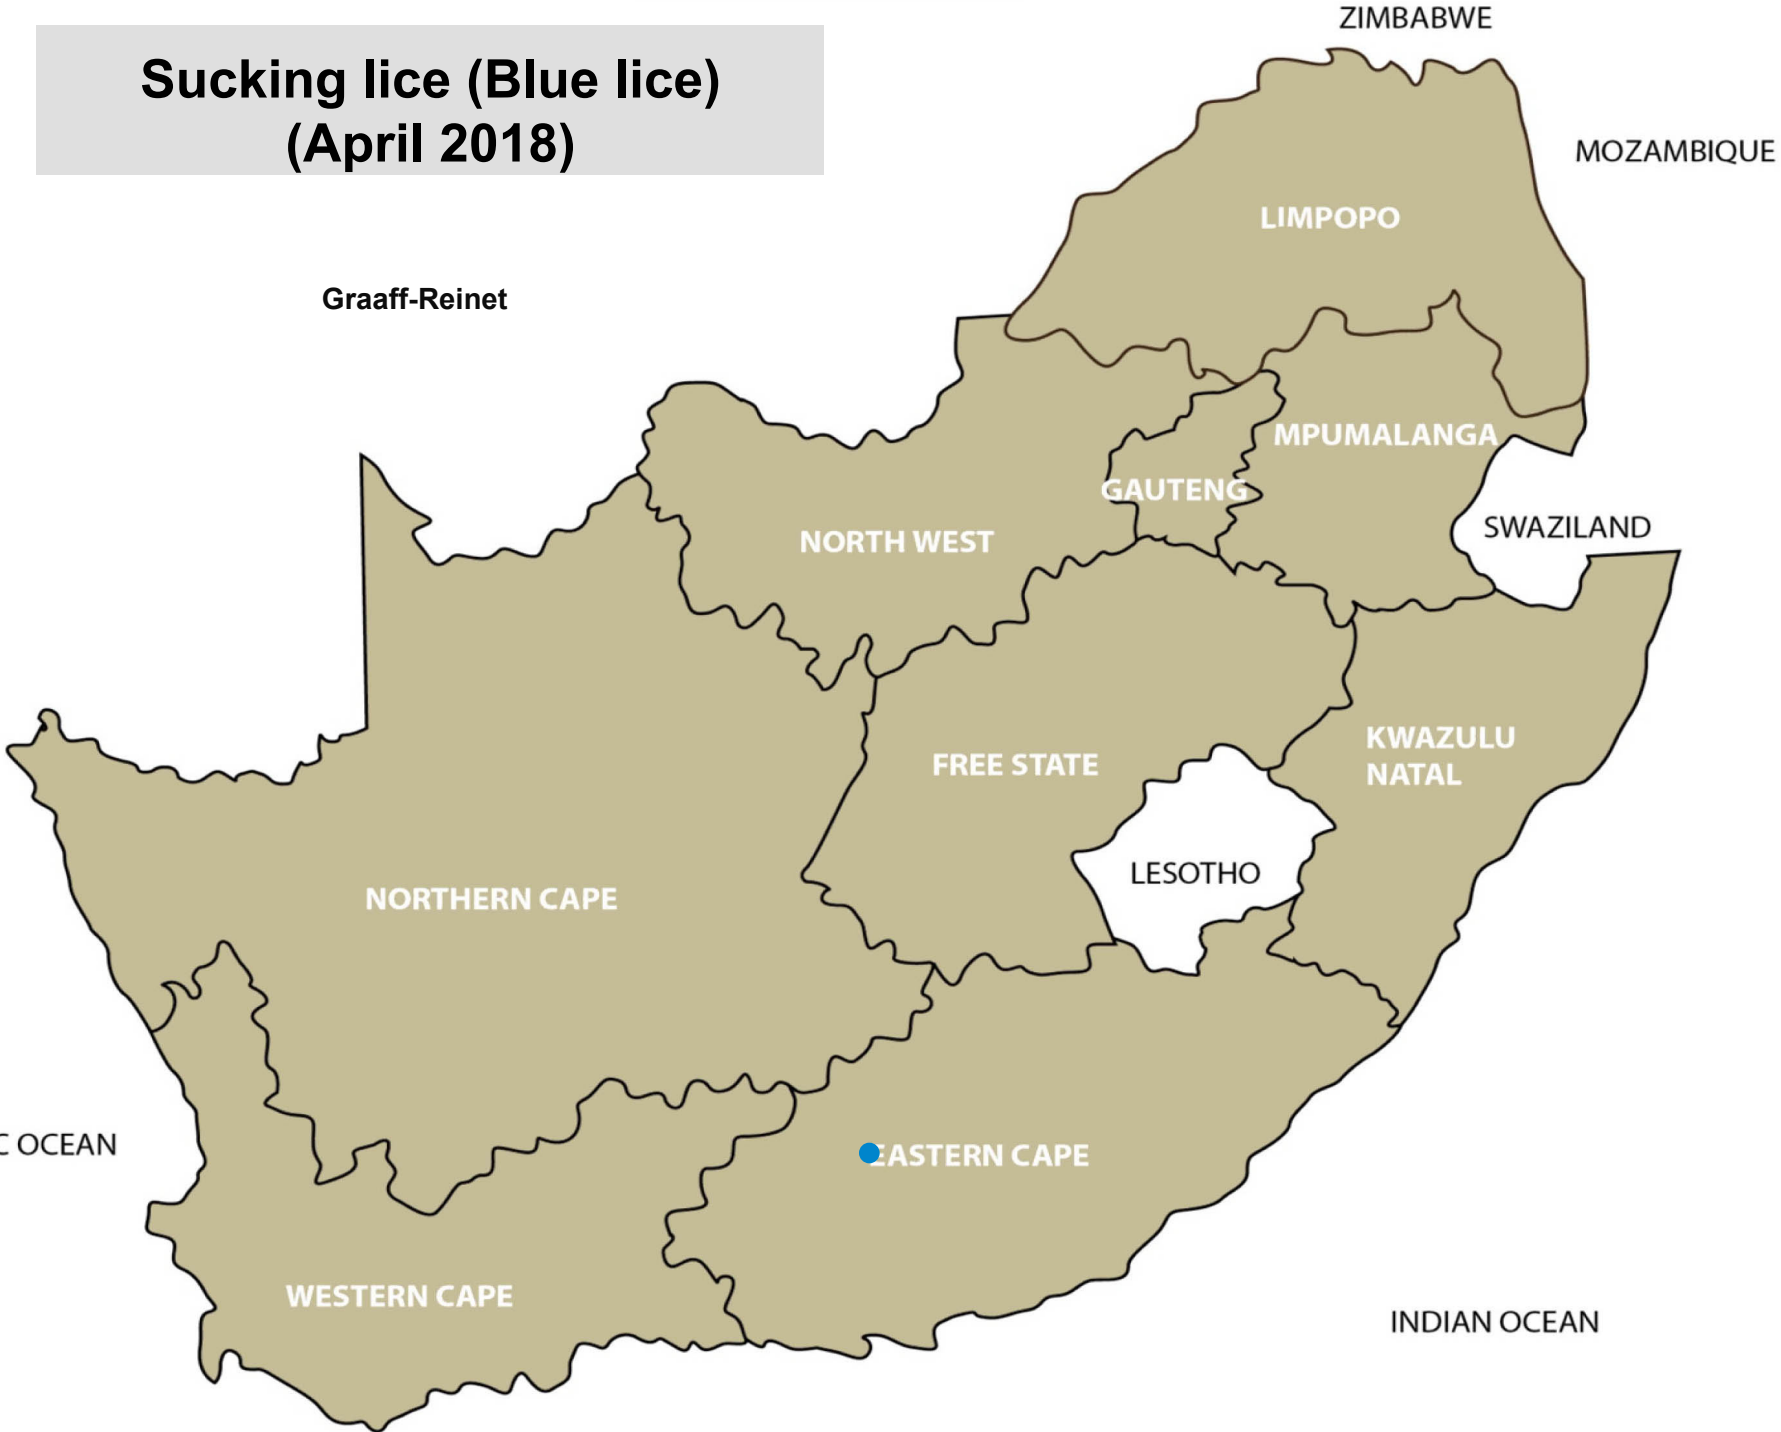 Sucking lice (Blue lice)
(April 2018)
ZIMBABWE
MOZAMBIQUE
LIMPOPO
Graaff-Reinet
MPUMALANGA
GAUTENG
SWAZILAND
NORTH WEST
KWAZULU
NATAL
FREE STATE
LESOTHO
NORTHERN CAPE
C OCEAN
EASTERN CAPE
WESTERN CAPE
INDIAN OCEAN